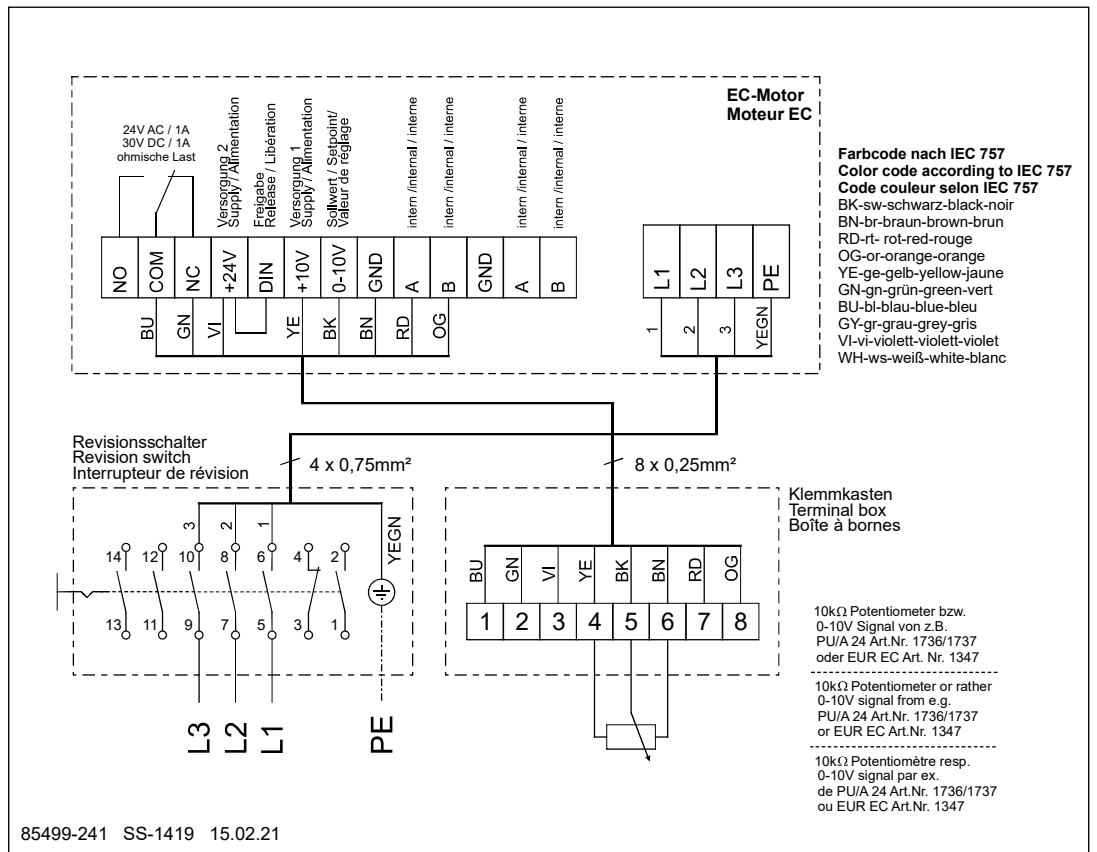 EC-Motor
Moteur EC
24V AC / 1A
30V DC / 1A
ohmische Last
Versorgung 2
Supply / Alimentation
Freigabe
Release / Libération
Versorgung 1
Supply / Alimentation
Sollwert / Setpoint/
Valeur de réglage
intern /internal / interne
intern /internal / interne
intern /internal / interne
intern /internal / interne
NO COM NC +24V DIN +10V 0-10V GND A B GND A B
BU GN VI YE BK BN RD OG
L1 L2 L3 PE
1 2 3 YEGN
Farbcode nach IEC 757
Color code according to IEC 757
Code couleur selon IEC 757
BK-sw-schwarz-black-noir
BN-br-braun-brown-brun
RD-rt- rot-red-rouge
OG-or-orange-orange
YE-ge-gelb-yellow-jaune
GN-gn-grün-green-vert
BU-bl-blau-blue-bleu
GY-gr-grau-grey-gris
VI-vi-violett-violett-violet
WH-ws-weiß-white-blanc
Revisionsschalter
Revision switch
Interrupteur de révision
4 x 0,75mm²
8 x 0,25mm²
Klemmkasten
Terminal box
Boîte à bornes
3 2 1 YEGN
14 12 10 8 6 4 2
13 11 9 7 5 3 1
L3 L2 L1 PE
BU GN VI YE BK BN RD OG
1 2 3 4 5 6 7 8
10kΩ Potentiometer bzw.
0-10V Signal von z.B.
PU/A 24 Art.Nr. 1736/1737
oder EUR EC Art. Nr. 1347
10kΩ Potentiometer or rather
0-10V signal from e.g.
PU/A 24 Art.Nr. 1736/1737
or EUR EC Art.Nr. 1347
10kΩ Potentiomètre resp.
0-10V signal par ex.
de PU/A 24 Art.Nr. 1736/1737
ou EUR EC Art.Nr. 1347
85499-241 SS-1419 15.02.21